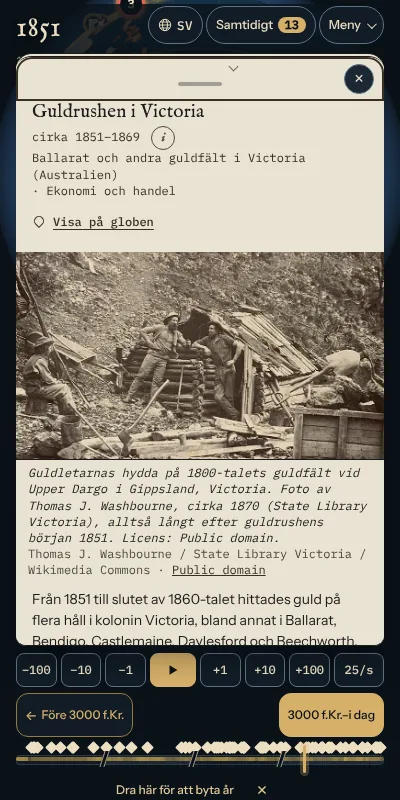 3
1851
SV
Samtidigt 13
Meny
Guldrushen i Victoria
cirka 1851–1869 i
Ballarat och andra guldfält i Victoria
(Australien)
· Ekonomi och handel
Visa på globen
Guldletarnas hydda på 1800-talets guldfält vid
Upper Dargo i Gippsland, Victoria. Foto av
Thomas J. Washbourne, cirka 1870 (State Library
Victoria), alltså långt efter guldrushens
början 1851. Licens: Public domain.
Thomas J. Washbourne / State Library Victoria /
Wikimedia Commons · Public domain
Från 1851 till slutet av 1860-talet hittades guld på
flera håll i kolonin Victoria, bland annat i Ballarat,
Bendigo, Castlemaine, Daylesford och Beechworth.
−100 −10 −1 +1 +10 +100 25/s
← Före 3000 f.Kr.
3000 f.Kr.–i dag
Dra här för att byta år ×